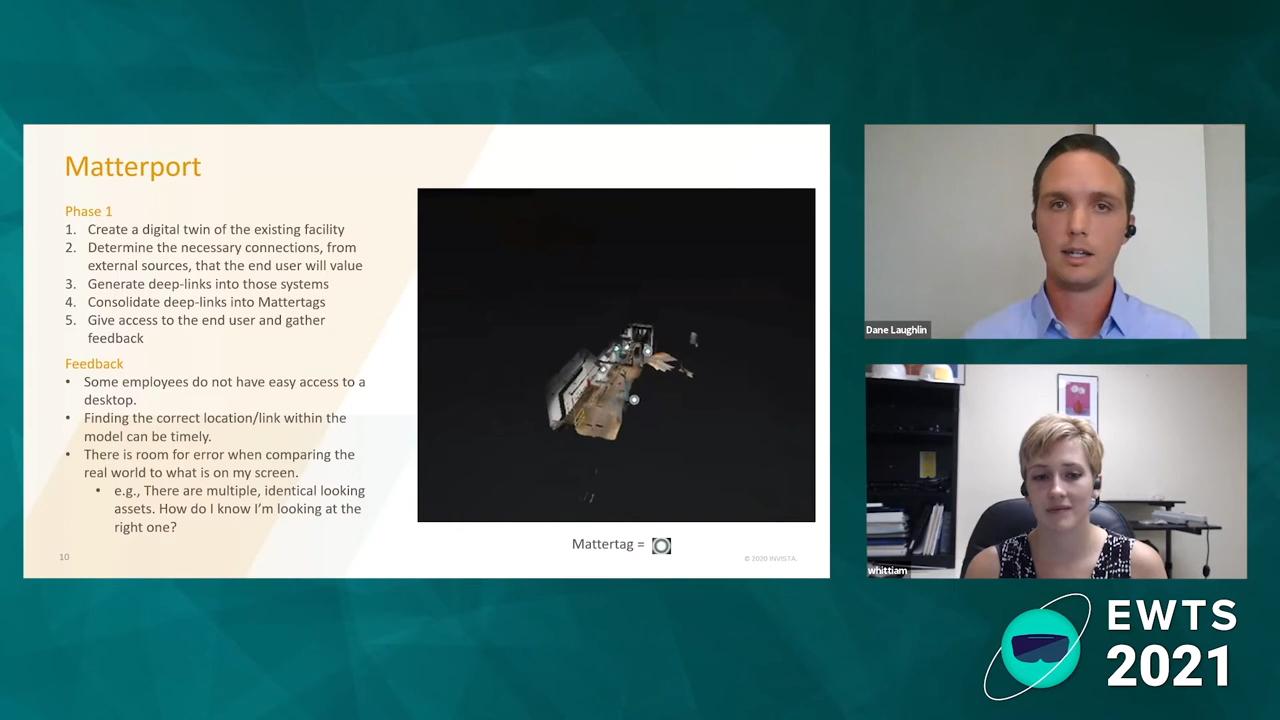 Matterport
Phase 1
1. Create a digital twin of the existing facility
2. Determine the necessary connections, from
external sources, that the end user will value
3. Generate deep-links into those systems
4. Consolidate deep-links into Mattertags
5. Give access to the end user and gather
feedback
Feedback
• Some employees do not have easy access to a
desktop.
• Finding the correct location/link within the
model can be timely.
• There is room for error when comparing the
real world to what is on my screen.
• e.g., There are multiple, identical looking
assets. How do I know I'm looking at the
right one?
Mattertag =
10
© 2020 INVISTA.
Dane Laughlin
whittiam
EWTS
2021